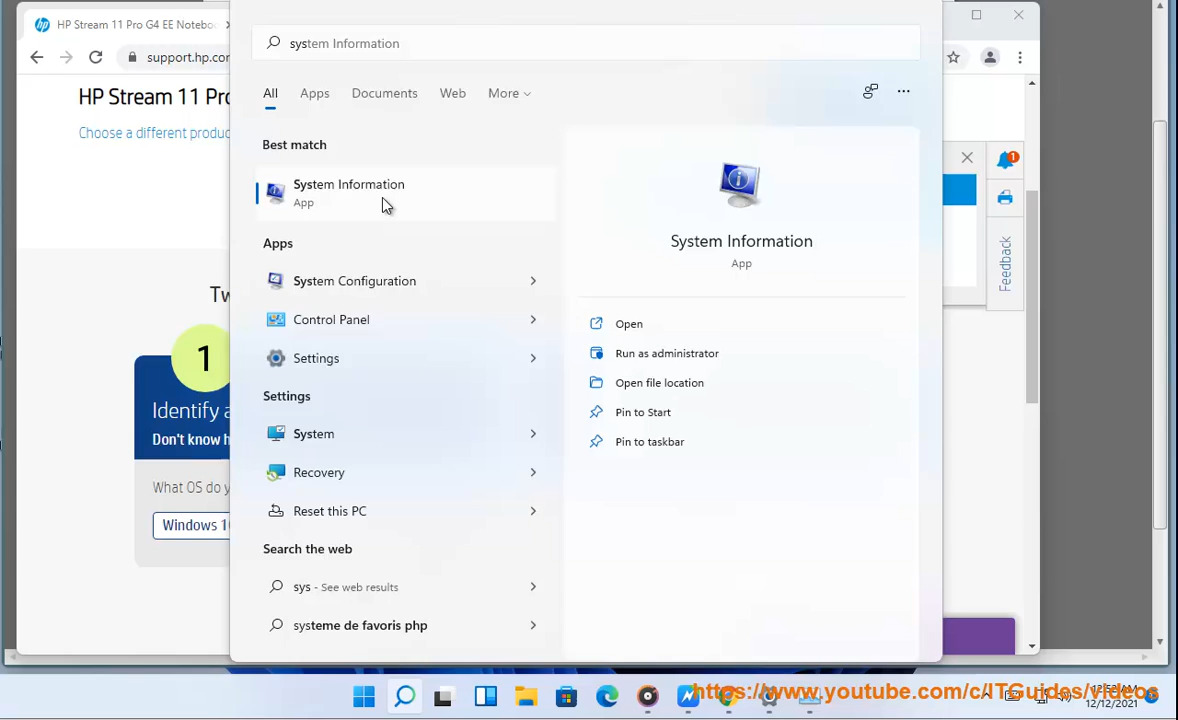 HP Stream 11 Pro G4 EE Noteboo
support.hp.com
HP Stream 11 Pro
Choose a different product
system Information
All Apps Documents Web More
Best match
System Information
App
Apps
System Configuration
Control Panel
Settings
Settings
System
Recovery
Reset this PC
Search the web
sys - See web results
systeme de favoris php
System Information
App
Open
Run as administrator
Open file location
Pin to Start
Pin to taskbar
1
Feedback
Tw
1
Identify a
Don't know h
What OS do y
Windows 10
https://www.youtube.com/c/ITGuides/videos
12/12/2021